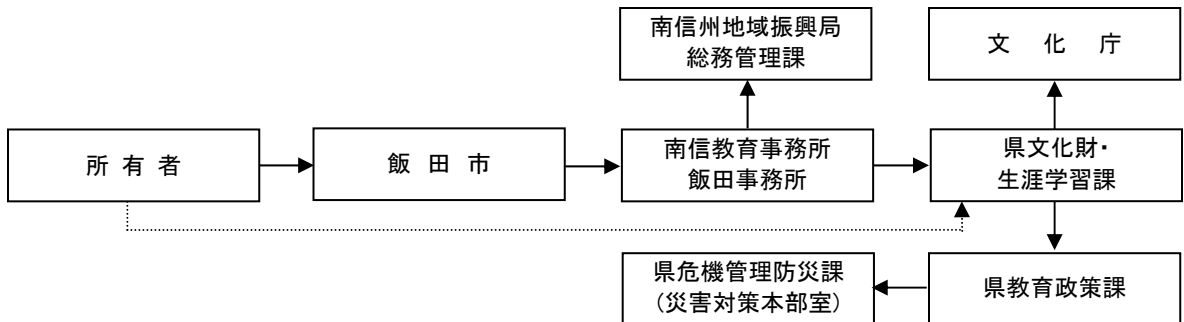 南信州地域振興局
総務管理課
文 化 庁
所 有 者
飯 田 市
南信教育事務所
飯田事務所
県文化財・
生涯学習課
県危機管理防災課
(災害対策本部室)
県教育政策課